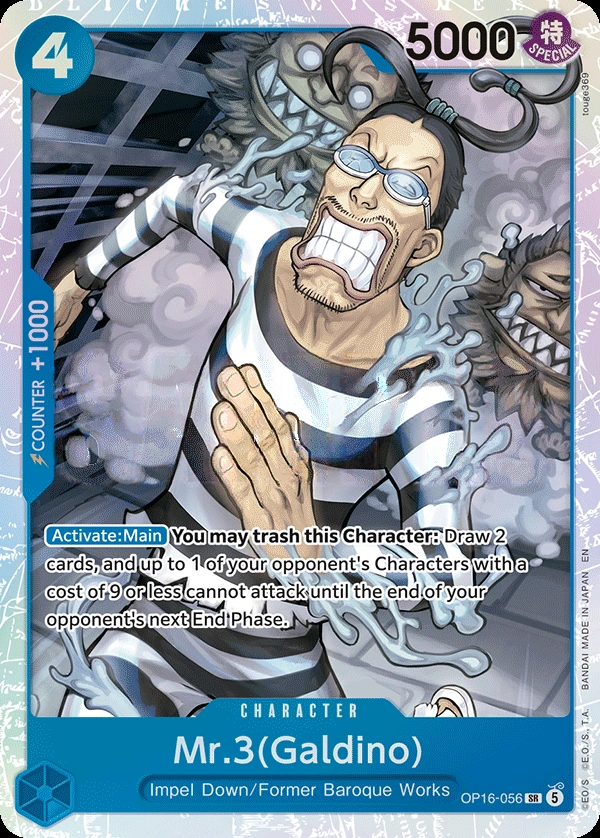 4
5000
特
SPECIAL
touge369
COUNTER +1000
Activate:Main You may trash this Character: Draw 2
cards, and up to 1 of your opponent's Characters with a
cost of 9 or less cannot attack until the end of your
opponent's next End Phase.
CHARACTER
Mr.3(Galdino)
Impel Down/Former Baroque Works
OP16-056 SR 5
©E.O/S ©E.O./S., T.A. BANDAI MADE IN JAPAN EN